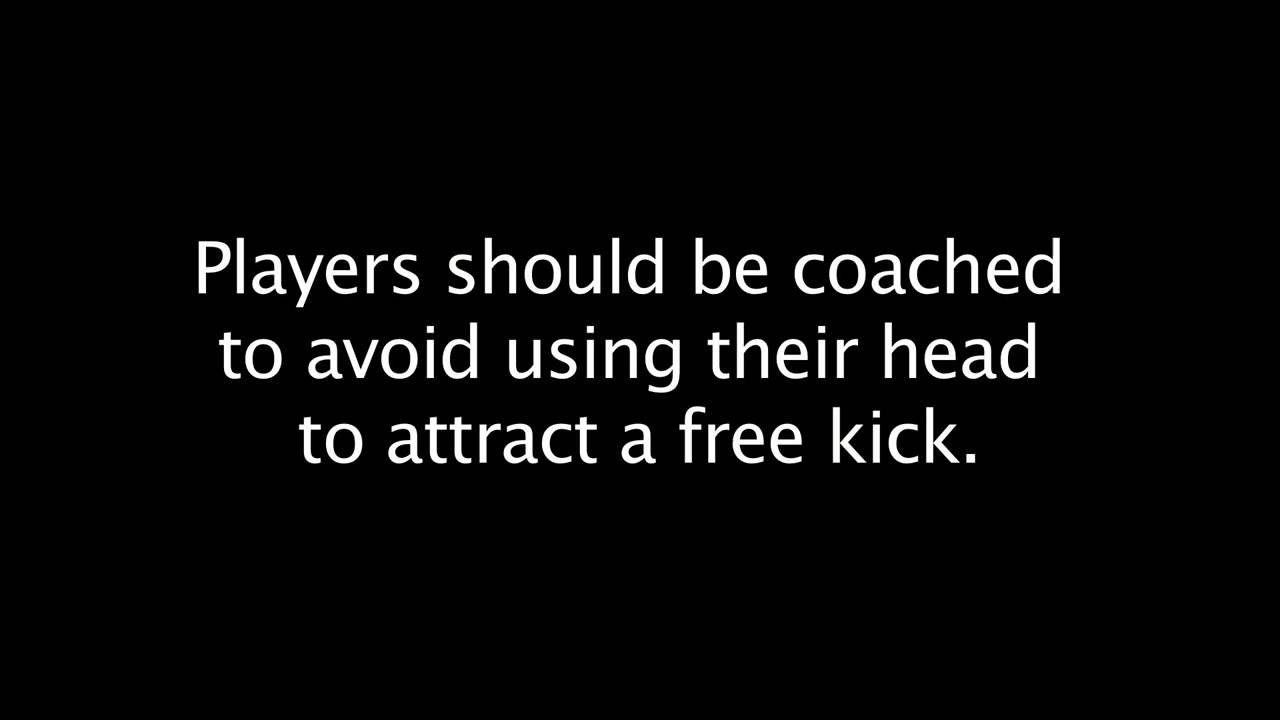 Players should be coached
to avoid using their head
to attract a free kick.